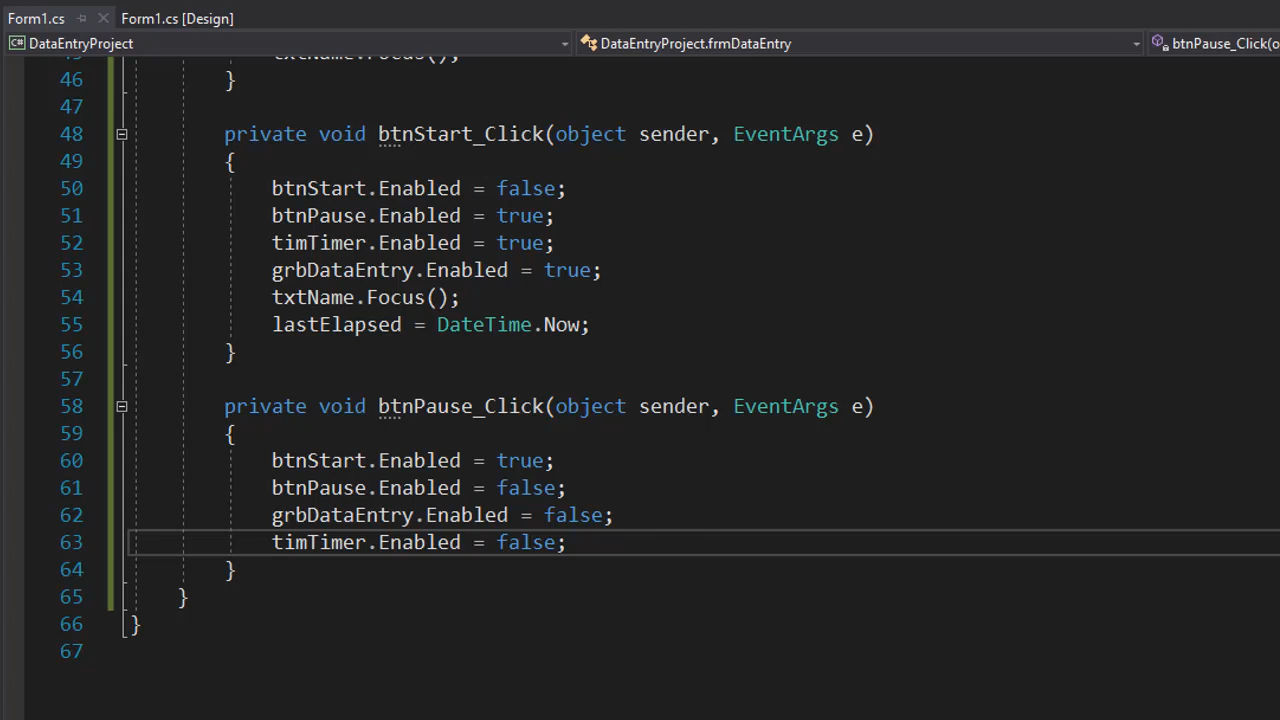 Form1.cs
Form1.cs [Design]
C# DataEntryProject
DataEntryProject.frmDataEntry
btnPause_Click(o
45 txtName.Focus();
46 }
47
48 private void btnStart_Click(object sender, EventArgs e)
49 {
50 btnStart.Enabled = false;
51 btnPause.Enabled = true;
52 timTimer.Enabled = true;
53 grbDataEntry.Enabled = true;
54 txtName.Focus();
55 lastElapsed = DateTime.Now;
56 }
57
58 private void btnPause_Click(object sender, EventArgs e)
59 {
60 btnStart.Enabled = true;
61 btnPause.Enabled = false;
62 grbDataEntry.Enabled = false;
63 timTimer.Enabled = false;
64 }
65 }
66 }
67